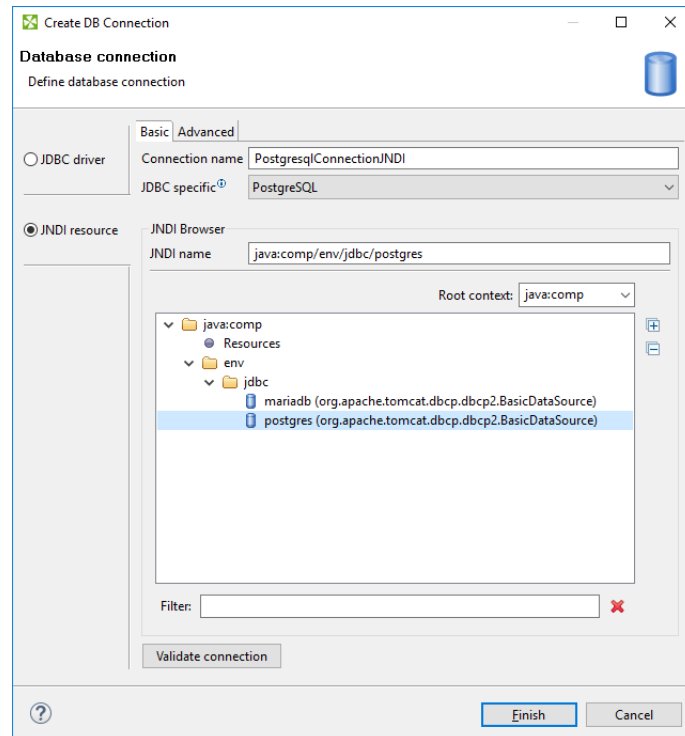 Create DB Connection
Database connection
Define database connection
Basic Advanced
JDBC driver
Connection name PostgresqlConnectionJNDI
JDBC specific PostgreSQL
JNDI resource
JNDI Browser
JNDI name java:comp/env/jdbc/postgres
Root context: java:comp
java:comp
Resources
env
jdbc
mariadb (org.apache.tomcat.dbcp.dbcp2.BasicDataSource)
postgres (org.apache.tomcat.dbcp.dbcp2.BasicDataSource)
Filter:
Validate connection
?
Finish Cancel